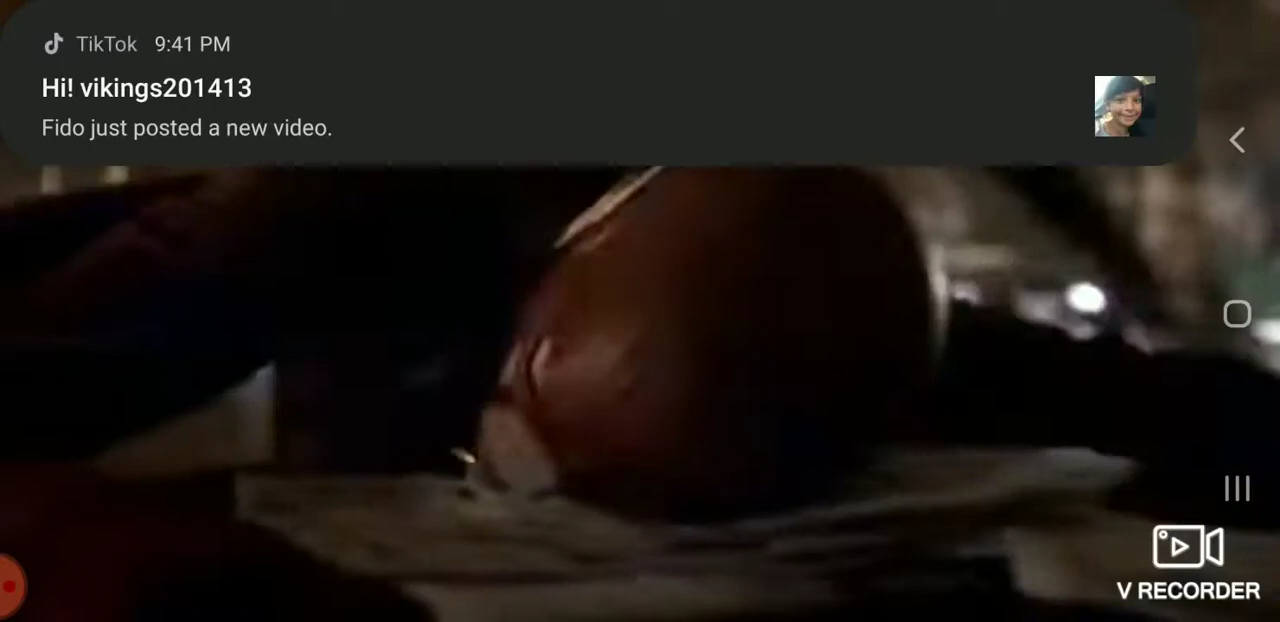 TikTok 9:41 PM
Hi! vikings201413
Fido just posted a new video.
V RECORDER